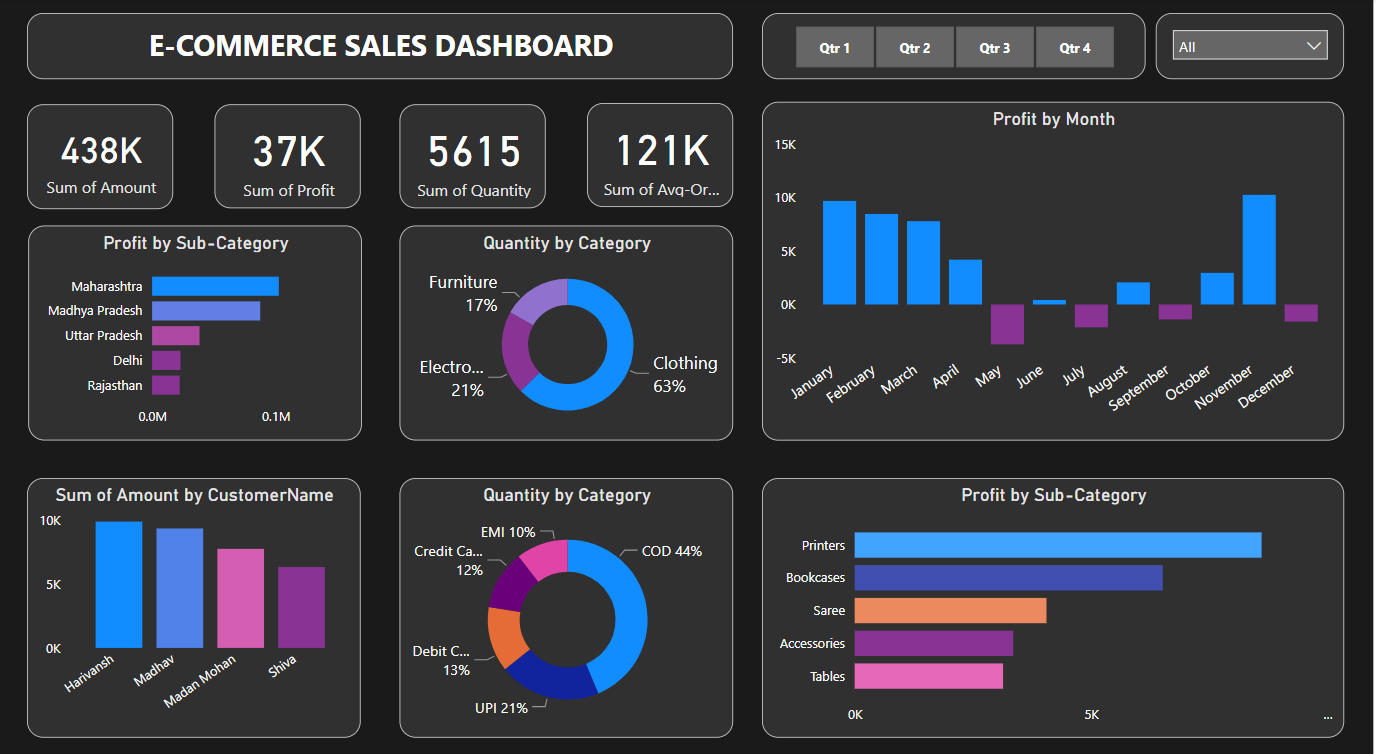 E-COMMERCE SALES DASHBOARD
Qtr 1
Qtr 2
Qtr 3
Qtr 4
All
438K
Sum of Amount
37K
Sum of Profit
5615
Sum of Quantity
121K
Sum of Avg-Or...
Profit by Month
15K
10K
5K
0K
-5K
January
February
March
April
May
June
July
August
September
October
November
December
Profit by Sub-Category
Maharashtra
Madhya Pradesh
Uttar Pradesh
Delhi
Rajasthan
0.0M
0.1M
Quantity by Category
Furniture
17%
Electro...
21%
Clothing
63%
Sum of Amount by CustomerName
10K
5K
0K
Harivansh
Madhav
Madan Mohan
Shiva
Quantity by Category
EMI 10%
Credit Ca...
12%
Debit C...
13%
UPI 21%
COD 44%
Profit by Sub-Category
Printers
Bookcases
Saree
Accessories
Tables
0K
5K
...